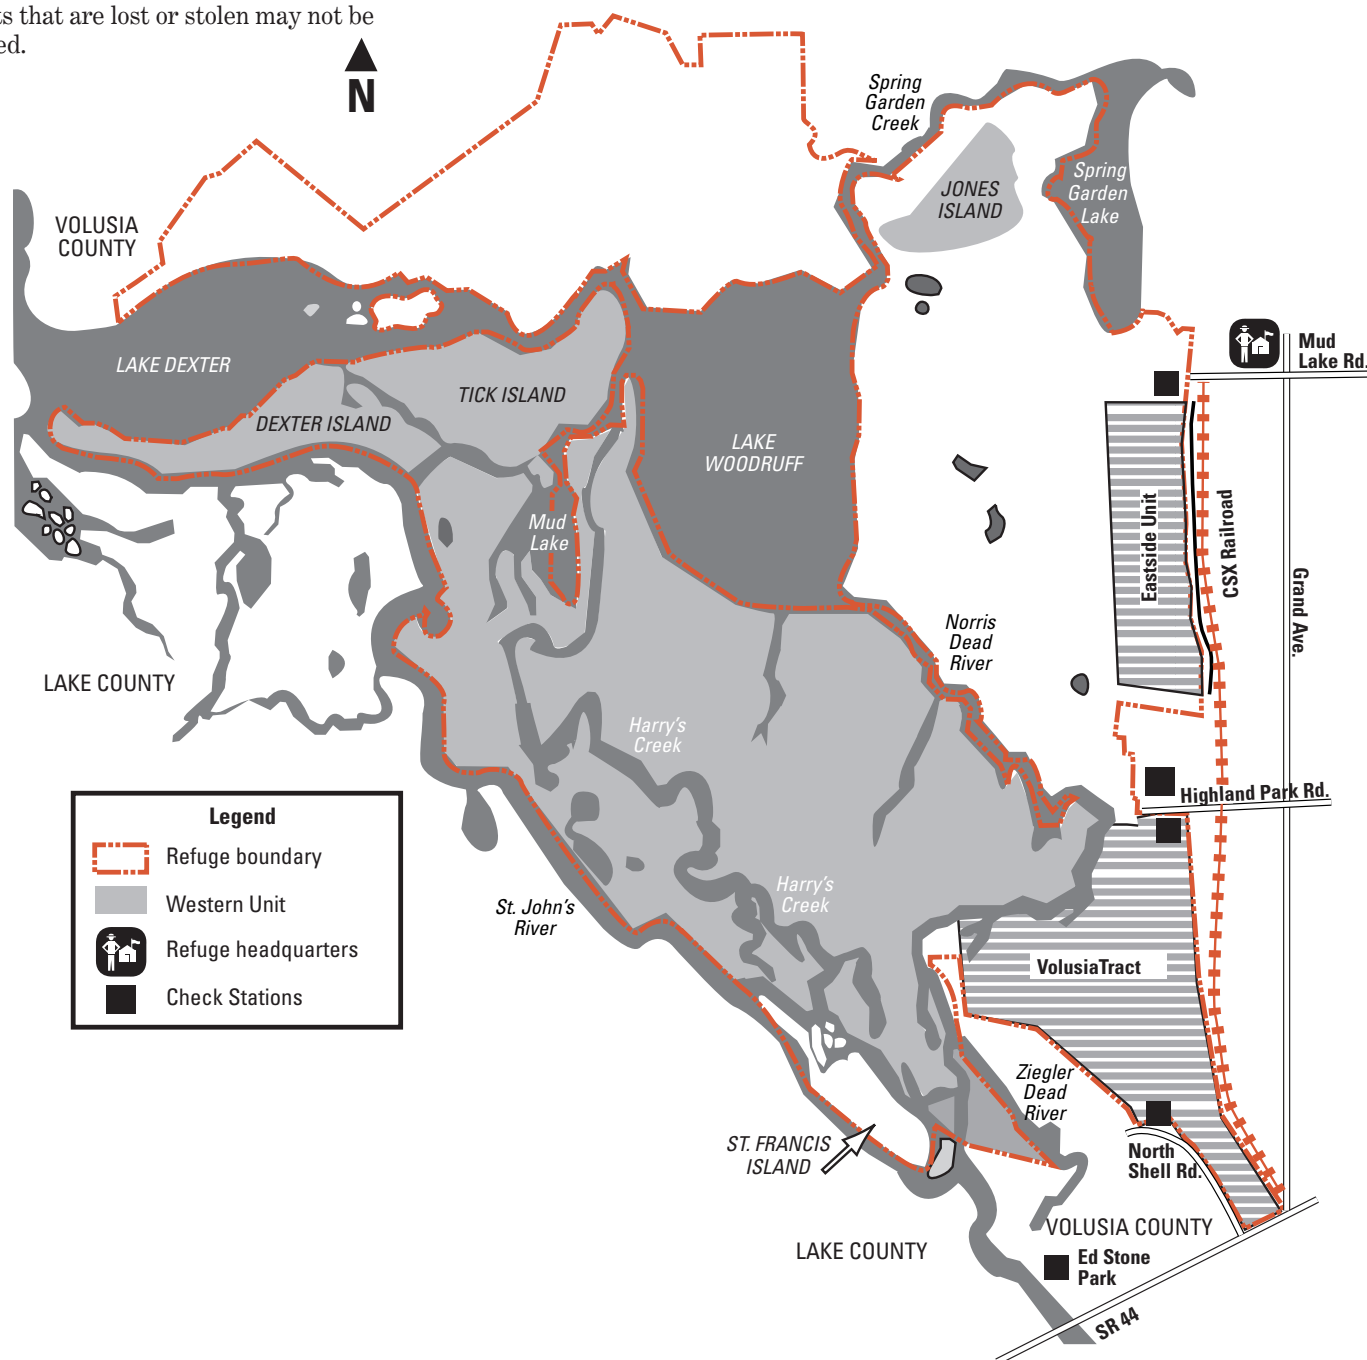 ts that are lost or stolen may not be
ed.
N
Spring
Garden
Creek
JONES
ISLAND
Spring
Garden
Lake
VOLUSIA
COUNTY
Mud
Lake Rd.
LAKE DEXTER
TICK ISLAND
DEXTER ISLAND
LAKE
WOODRUFF
Mud
Lake
Eastside Unit
CSX Railroad
Grand Ave.
Norris
Dead
River
LAKE COUNTY
Harry's
Creek
Highland Park Rd.
Legend
Refuge boundary
Western Unit
Refuge headquarters
Check Stations
St. John's
River
Harry's
Creek
VolusiaTract
Ziegler
Dead
River
ST. FRANCIS
ISLAND
North
Shell Rd.
VOLUSIA COUNTY
LAKE COUNTY
Ed Stone
Park
SR 44